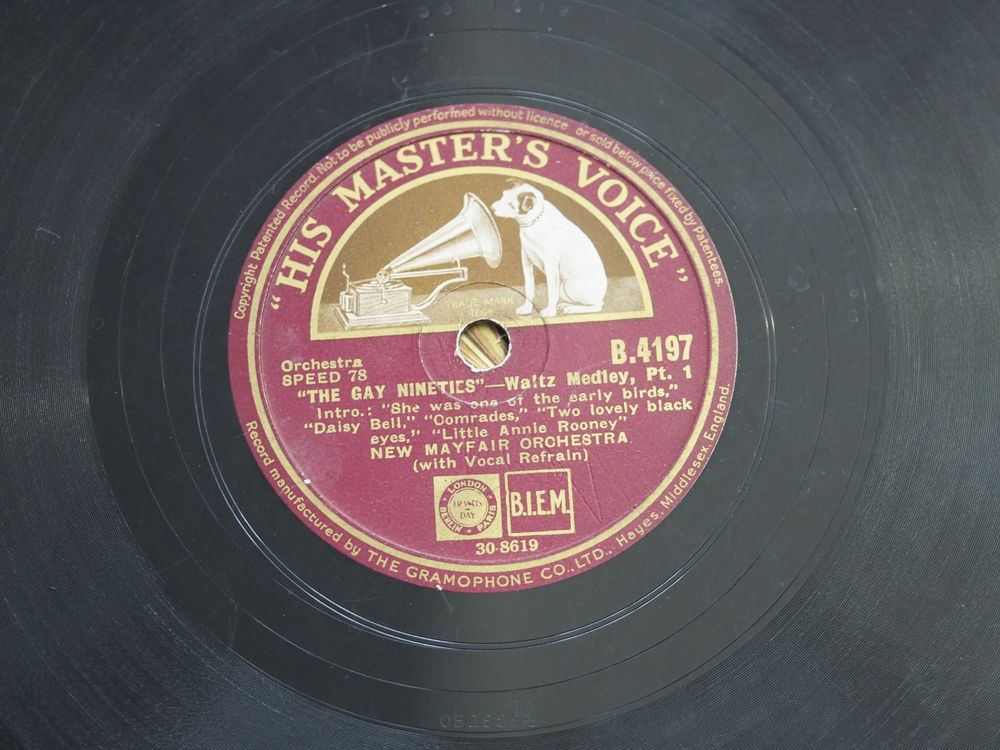 Copyright Patented Record. Not to be publicly performed without licence or sold below price fixed by Patentees.
"HIS MASTER'S VOICE"
TRADE MARK
REGD
Orchestra
SPEED 78
B.4197
"THE GAY NINETIES"—Waltz Medley, Pt. 1
Intro.: "She was one of the early birds,"
"Daisy Bell," "Comrades," "Two lovely black
eyes," "Little Annie Rooney"
NEW MAYFAIR ORCHESTRA
(with Vocal Refrain)
LONDON
FRANCIS
DAY
BERLIN PARIS
B.I.E.M.
30-8619
Record manufactured by THE GRAMOPHONE CO., LTD., Hayes, Middlesex, England.